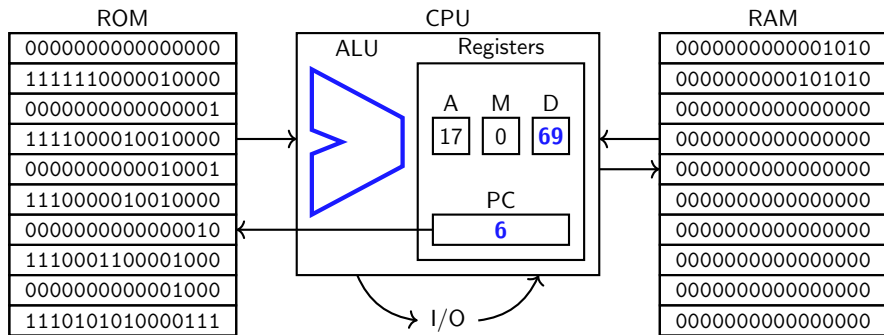 ROM
0000000000000000
1111110000010000
0000000000000001
1111000010010000
0000000000010001
1110000010010000
0000000000000010
1110001100001000
0000000000001000
1110101010000111
CPU
ALU
Registers
A M D
17 0 69
PC
6
I/O
RAM
0000000000001010
0000000000101010
0000000000000000
0000000000000000
0000000000000000
0000000000000000
0000000000000000
0000000000000000
0000000000000000
0000000000000000